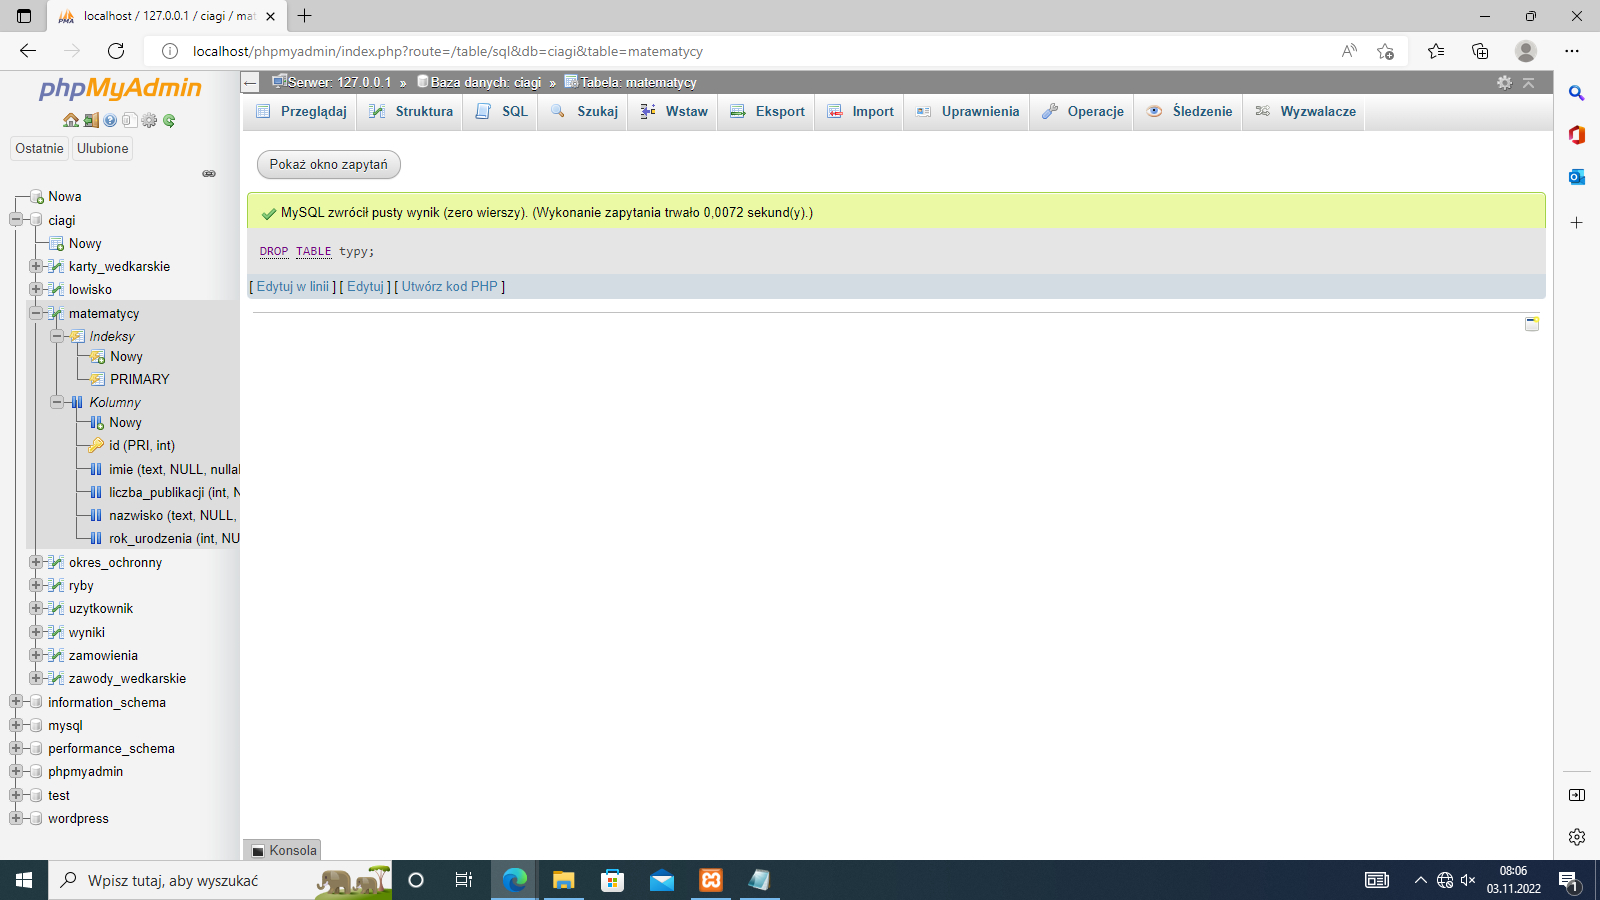 localhost / 127.0.0.1 / ciagi / mat
localhost/phpmyadmin/index.php?route=/table/sql&db=ciagi&table=matematycy
phpMyAdmin
Ostatnie
Ulubione
Nowa
ciagi
Nowy
karty_wedkarskie
lowisko
matematycy
Indeksy
Nowy
PRIMARY
Kolumny
Nowy
id (PRI, int)
imie (text, NULL, nullal
liczba_publikacji (int, N
nazwisko (text, NULL,
rok_urodzenia (int, NU
okres_ochronny
ryby
uzytkownik
wyniki
zamowienia
zawody_wedkarskie
information_schema
mysql
performance_schema
phpmyadmin
test
wordpress
Serwer: 127.0.0.1 » Baza danych: ciagi » Tabela: matematycy
Przeglądaj Struktura SQL Szukaj Wstaw Eksport Import Uprawnienia Operacje Śledzenie Wyzwalacze
Pokaż okno zapytań
MySQL zwrócił pusty wynik (zero wierszy). (Wykonanie zapytania trwało 0,0072 sekund(y).)
DROP TABLE typy;
[ Edytuj w linii ] [ Edytuj ] [ Utwórz kod PHP ]
Konsola
Wpisz tutaj, aby wyszukać
08:06
03.11.2022
1